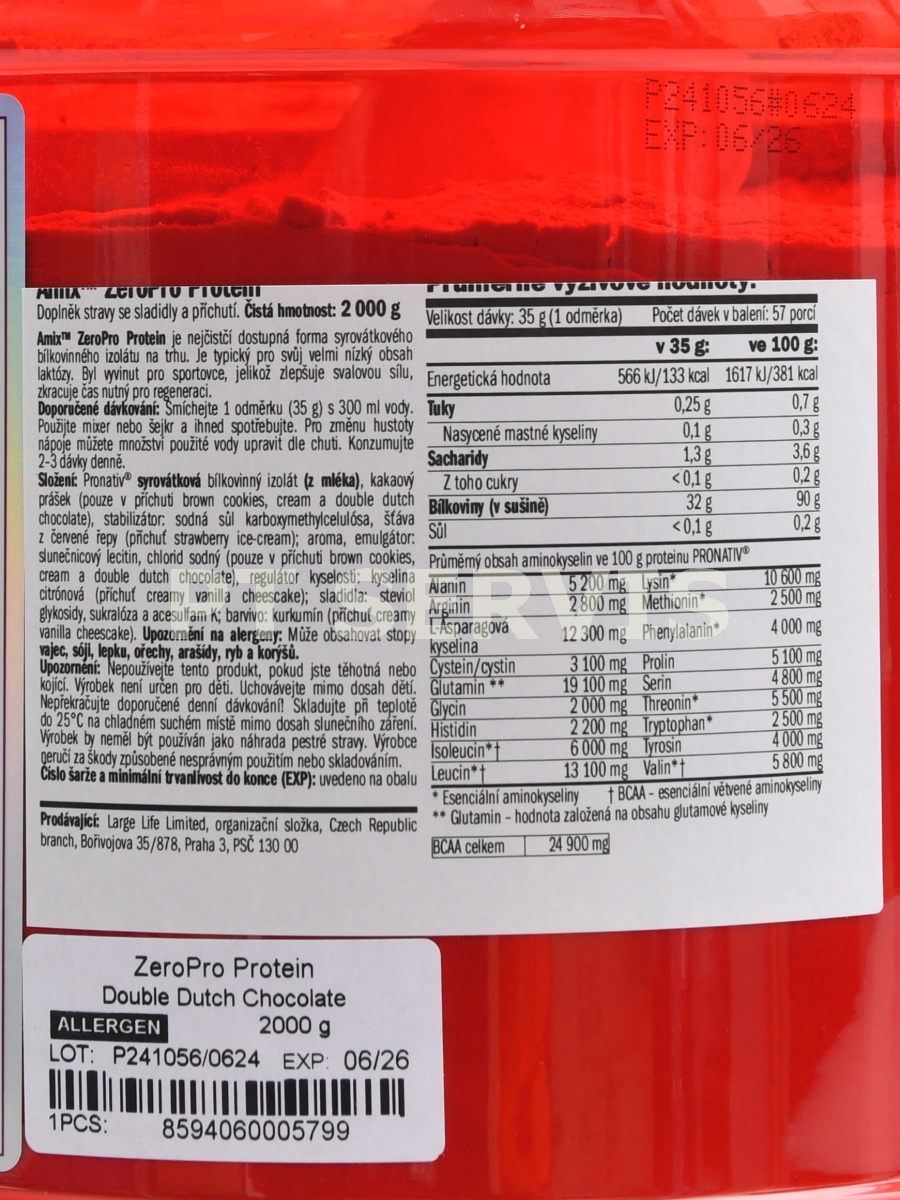 P241056#0624
EXP: 06/26
Amix™ ZeroPro Protein
Doplněk stravy se sladidly a příchutí. Čistá hmotnost: 2 000 g
Amix™ ZeroPro Protein je nejčistčí dostupná forma syrovátkového
bílkovinného izolátu na trhu. Je typický pro svůj velmi nízký obsah
laktózy. Byl vyvinut pro sportovce, jelikož zlepšuje svalovou sílu,
zkracuje čas nutný pro regeneraci.
Doporučené dávkování: Smíchejte 1 odměrku (35 g) s 300 ml vody.
Použijte mixer nebo šejkr a ihned spotřebujte. Pro změnu hustoty
nápoje můžete množství použité vody upravit dle chuti. Konzumujte
2-3 dávky denně.
Složení: Pronativ® syrovátková bílkovinný izolát (z mléka), kakaový
prášek (pouze v příchuti brown cookies, cream a double dutch
chocolate), stabilizátor: sodná sůl karboxymethylcelulósa, šťáva
z červené řepy (příchuť strawberry ice-cream); aroma, emulgátor:
slunečnicový lecitin, chlorid sodný (pouze v příchuti brown cookies,
cream a double dutch chocolate), regulátor kyselosti: kyselina
citrónová (příchuť creamy vanilla cheescake); sladidla: steviol
glykosidy, sukralóza a acesulfam K; barvivo: kurkumín (příchuť creamy
vanilla cheescake). Upozornění na alergeny: Může obsahovat stopy
vajec, sóji, lepku, ořechy, arašídy, ryb a korýšů.
Upozornění: Nepoužívejte tento produkt, pokud jste těhotná nebo
kojící. Výrobek není určen pro děti. Uchovávejte mimo dosah dětí.
Nepřekračujte doporučené denní dávkování! Skladujte při teplotě
do 25°C na chladném suchém místě mimo dosah slunečního záření.
Výrobek by neměl být používán jako náhrada pestré stravy. Výrobce
neručí za škody způsobené nesprávným použitím nebo skladováním.
Číslo šarže a minimální trvanlivost do konce (EXP): uvedeno na obalu
Prodávající: Large Life Limited, organizační složka, Czech Republic
branch, Bořivojova 35/878, Praha 3, PSČ 130 00
Průměrné výživové hodnoty:
Velikost dávky: 35 g (1 odměrka) Počet dávek v balení: 57 porcí
v 35 g: ve 100 g:
Energetická hodnota 566 kJ/133 kcal 1617 kJ/381 kcal
Tuky 0,25 g 0,7 g
Nasycené mastné kyseliny 0,1 g 0,3 g
Sacharidy 1,3 g 3,6 g
Z toho cukry <0,1 g 0,2 g
Bílkoviny (v sušině) 32 g 90 g
Sůl <0,1 g 0,2 g
Průměrný obsah aminokyselin ve 100 g proteinu PRONATIV®
Alanin 5 200 mg Lysin* 10 600 mg
Arginin 2 800 mg Methionin* 2 500 mg
L-Asparagová
kyselina 12 300 mg Phenylalanin* 4 000 mg
Cystein/cystin 3 100 mg Prolin 5 100 mg
Glutamin ** 19 100 mg Serin 4 800 mg
Glycin 2 000 mg Threonin* 5 500 mg
Histidin 2 200 mg Tryptophan* 2 500 mg
Isoleucin*† 6 000 mg Tyrosin 4 000 mg
Leucin*† 13 100 mg Valin*† 5 800 mg
* Esenciální aminokyseliny † BCAA - esenciální větvené aminokyseliny
** Glutamin - hodnota založená na obsahu glutamové kyseliny
BCAA celkem 24 900 mg
ZeroPro Protein
Double Dutch Chocolate
ALLERGEN 2000 g
LOT: P241056/0624 EXP: 06/26
1PCS: 8594060005799